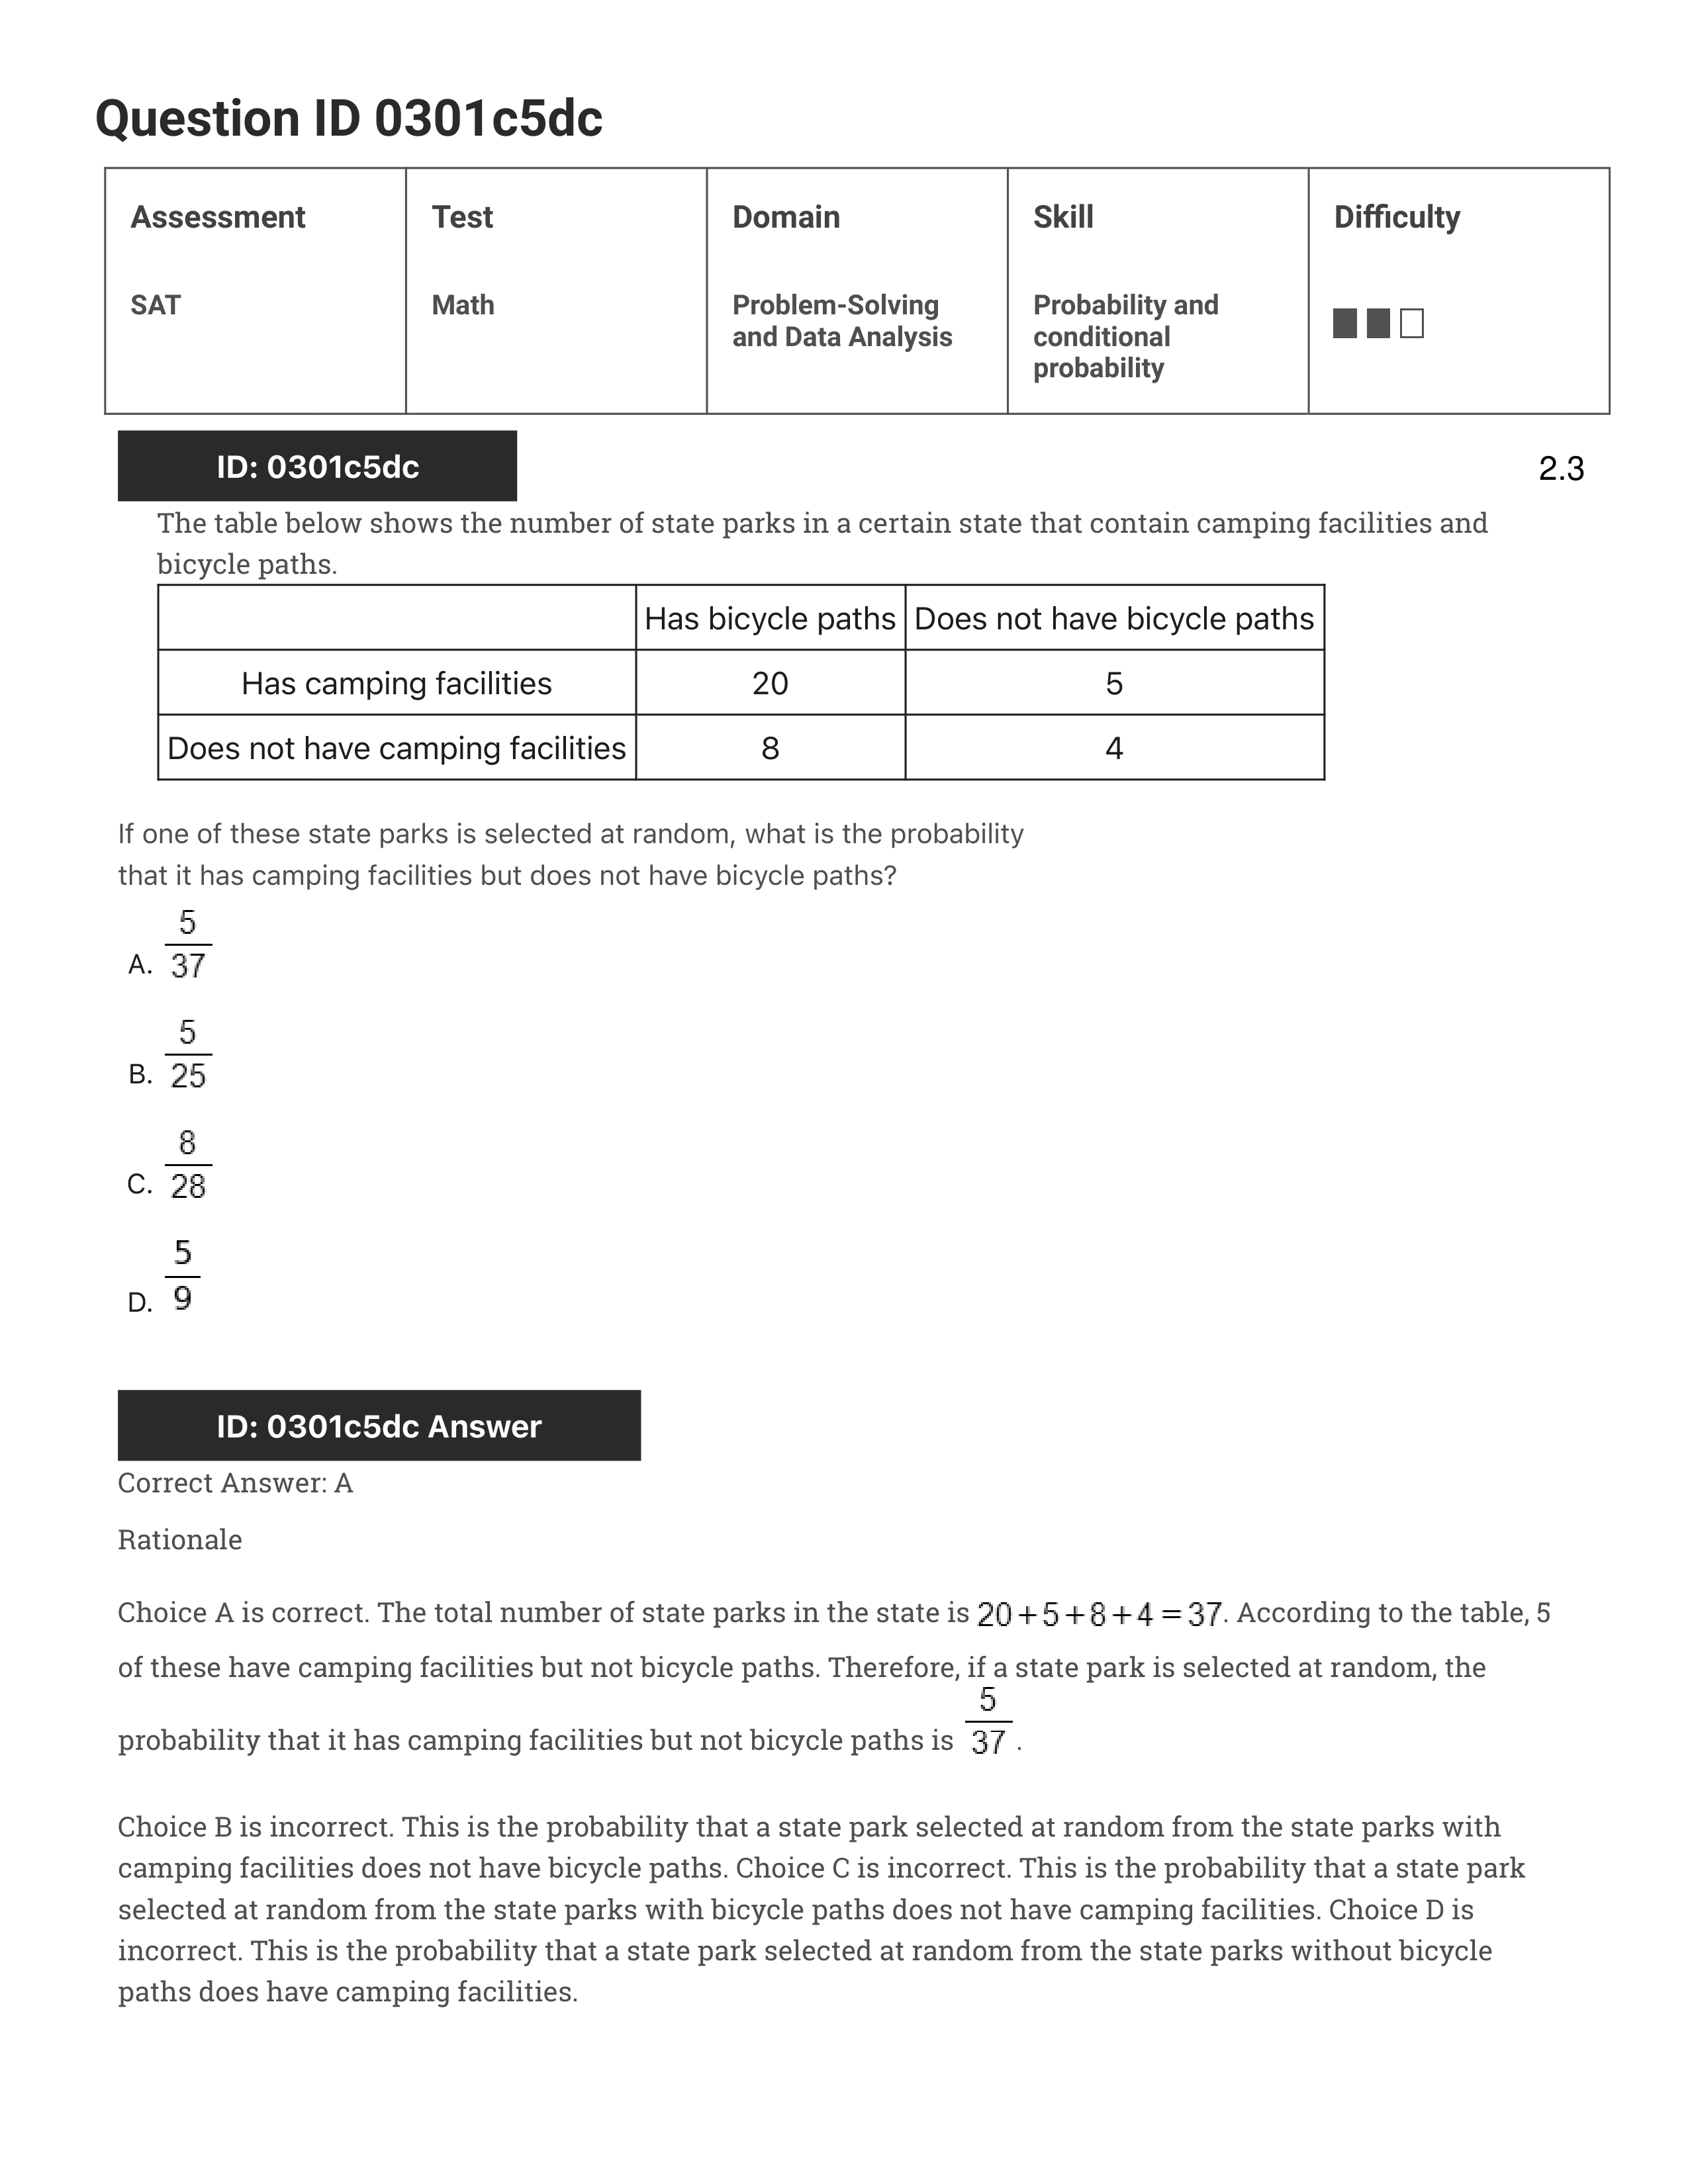 Question ID 0301c5dc
Assessment Test Domain Skill Difficulty
SAT Math Problem-Solving and Data Analysis Probability and conditional probability
ID: 0301c5dc 2.3
The table below shows the number of state parks in a certain state that contain camping facilities and
bicycle paths.
Has bicycle paths Does not have bicycle paths
Has camping facilities 20 5
Does not have camping facilities 8 4
If one of these state parks is selected at random, what is the probability
that it has camping facilities but does not have bicycle paths?
A. 5/37
B. 5/25
C. 8/28
D. 5/9
ID: 0301c5dc Answer
Correct Answer: A
Rationale
Choice A is correct. The total number of state parks in the state is 20+5+8+4=37. According to the table, 5
of these have camping facilities but not bicycle paths. Therefore, if a state park is selected at random, the
probability that it has camping facilities but not bicycle paths is 5/37.
Choice B is incorrect. This is the probability that a state park selected at random from the state parks with
camping facilities does not have bicycle paths. Choice C is incorrect. This is the probability that a state park
selected at random from the state parks with bicycle paths does not have camping facilities. Choice D is
incorrect. This is the probability that a state park selected at random from the state parks without bicycle
paths does have camping facilities.